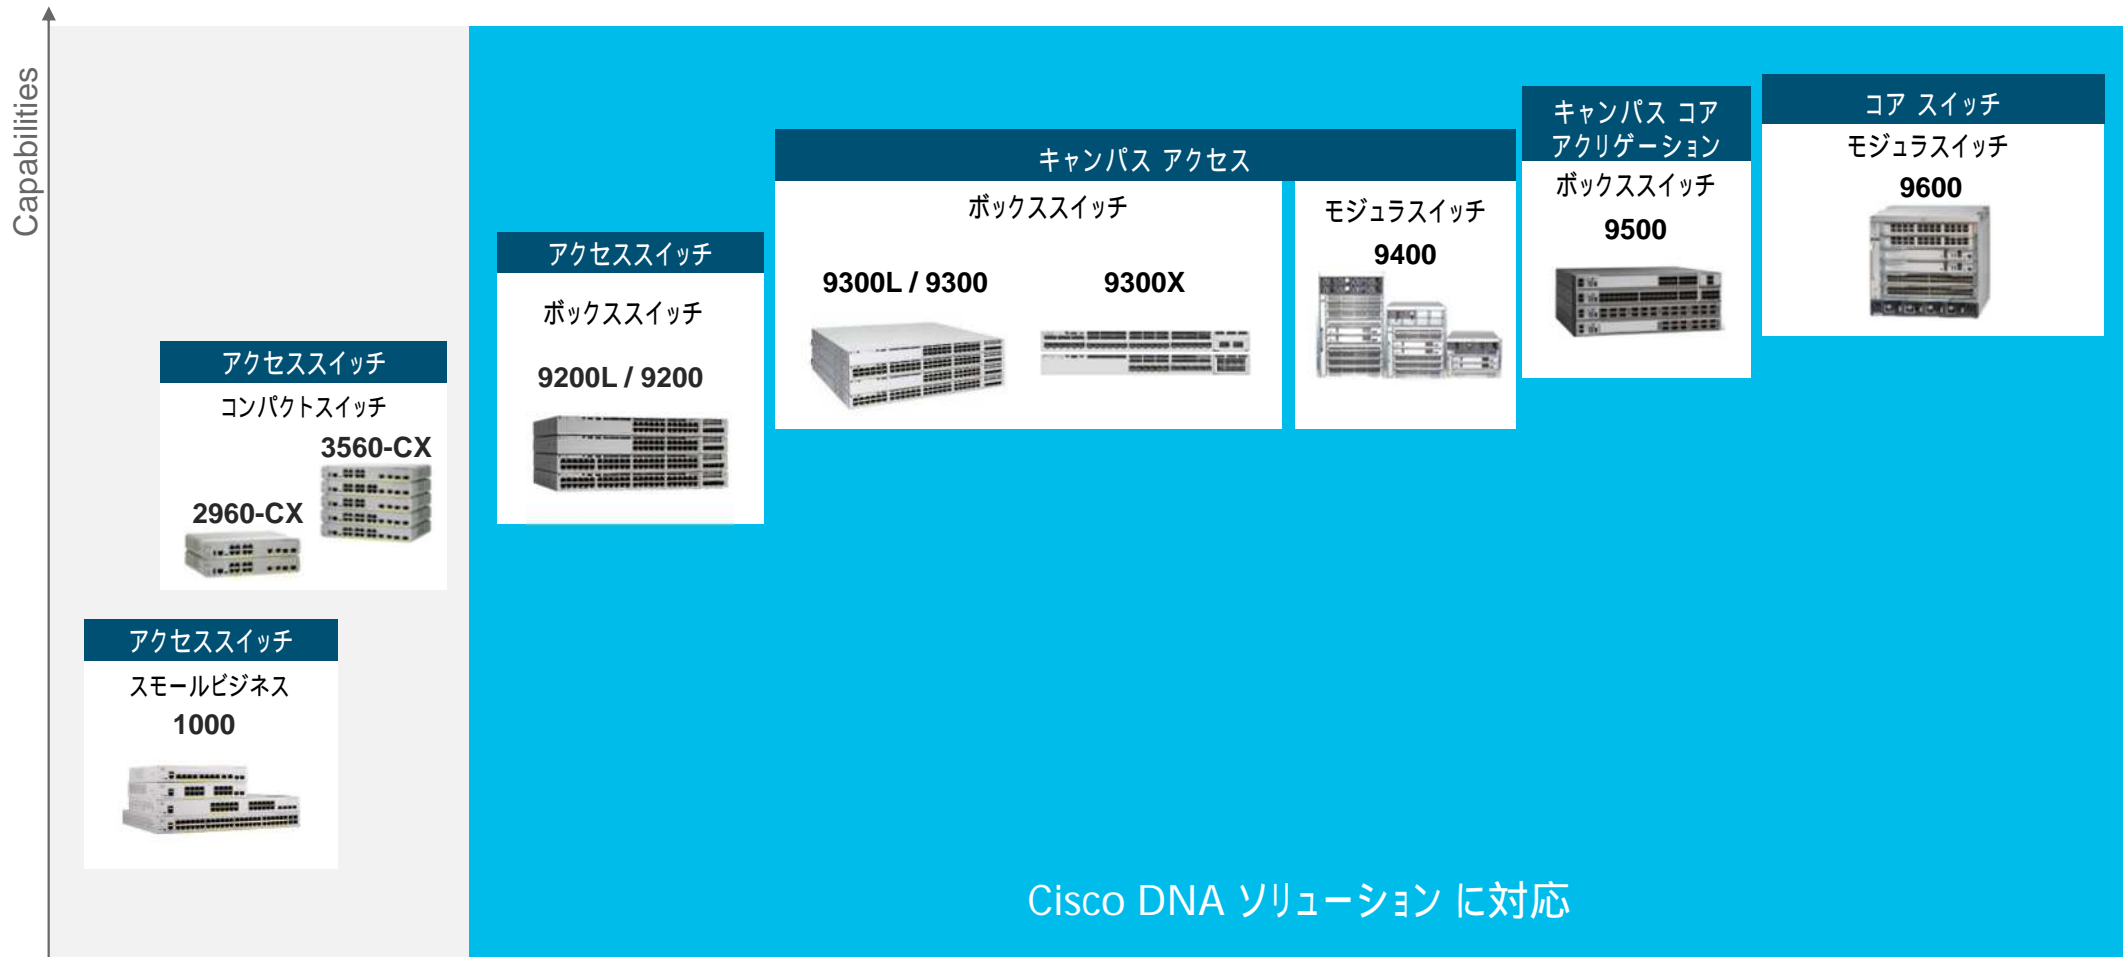 Capabilities
アクセススイッチ
スモールビジネス
1000
アクセススイッチ
コンパクトスイッチ
3560-CX
2960-CX
アクセススイッチ
ボックススイッチ
9200L / 9200
キャンパス アクセス
ボックススイッチ
9300L / 9300
9300X
モジュラスイッチ
9400
キャンパス コア
アクリゲーション
ボックススイッチ
9500
コア スイッチ
モジュラスイッチ
9600
Cisco DNA ソリューション に対応